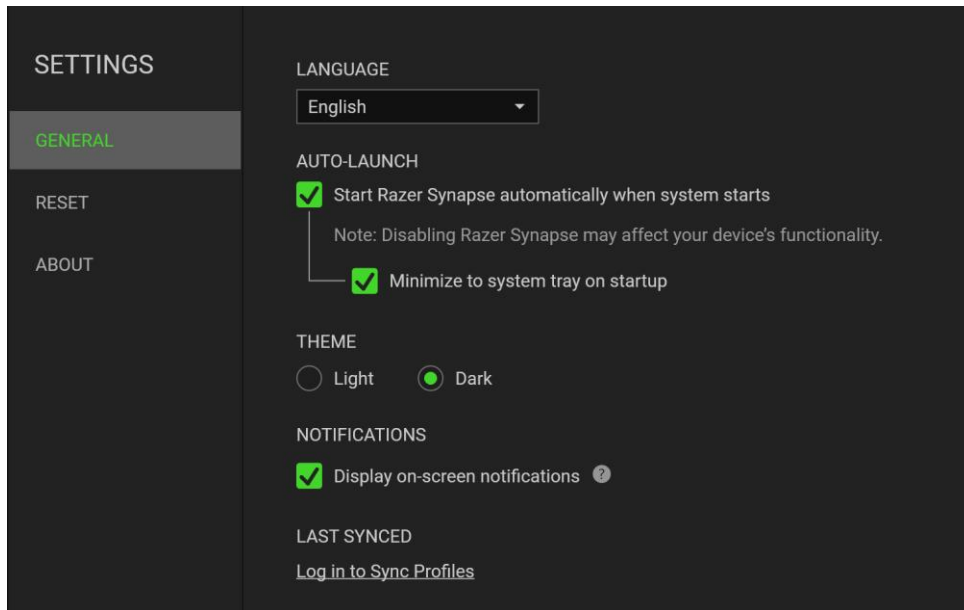 SETTINGS
GENERAL
RESET
ABOUT
LANGUAGE
English
AUTO-LAUNCH
Start Razer Synapse automatically when system starts
Note: Disabling Razer Synapse may affect your device’s functionality.
Minimize to system tray on startup
THEME
Light Dark
NOTIFICATIONS
Display on-screen notifications ?
LAST SYNCED
Log in to Sync Profiles